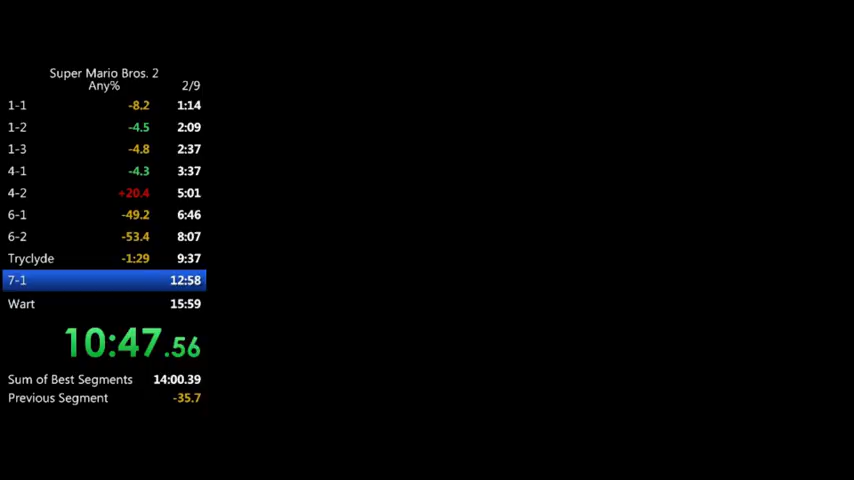 Super Mario Bros. 2
Any% 2/9
1-1 -8.2 1:14
1-2 -4.5 2:09
1-3 -4.8 2:37
4-1 -4.3 3:37
4-2 +20.4 5:01
6-1 -49.2 6:46
6-2 -53.4 8:07
Tryclyde -1:29 9:37
7-1 12:58
Wart 15:59
10:47.56
Sum of Best Segments 14:00.39
Previous Segment -35.7